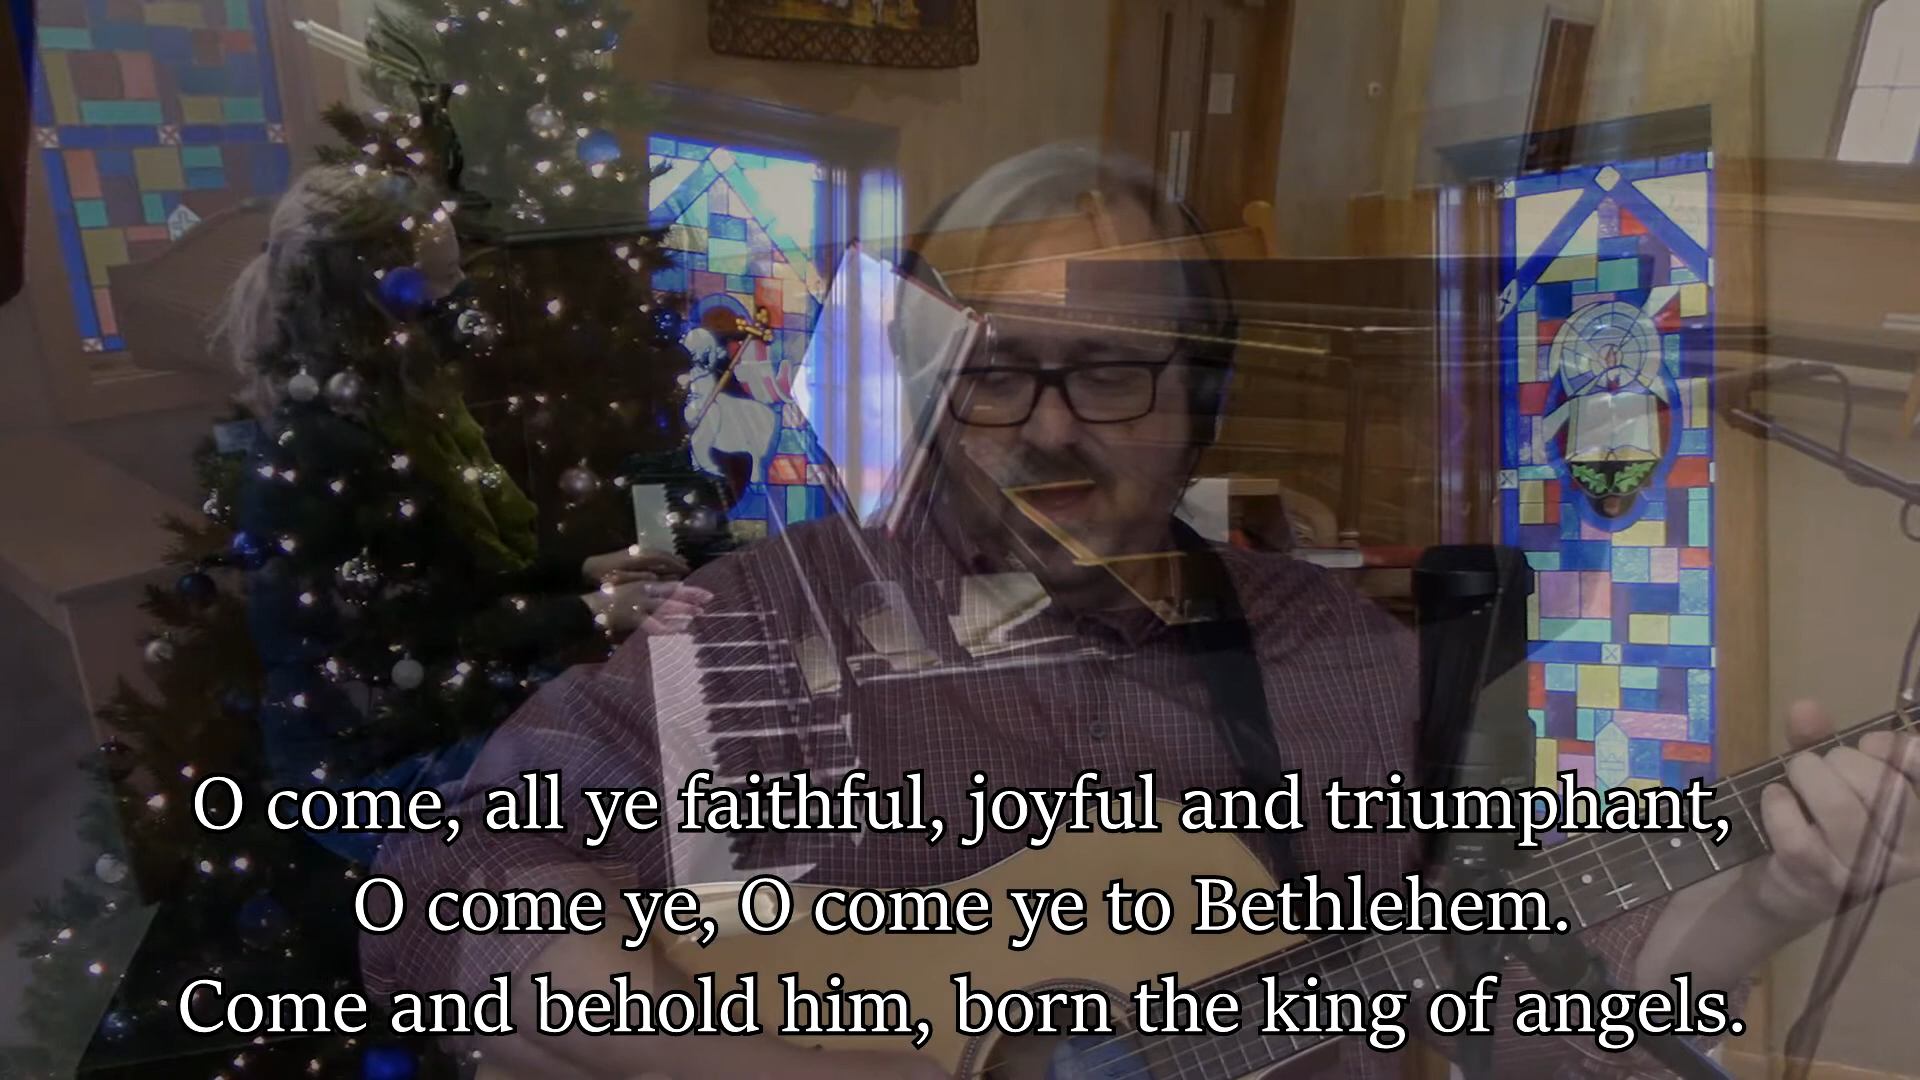 O come, all ye faithful, joyful and triumphant,
O come ye, O come ye to Bethlehem.
Come and behold him, born the king of angels.